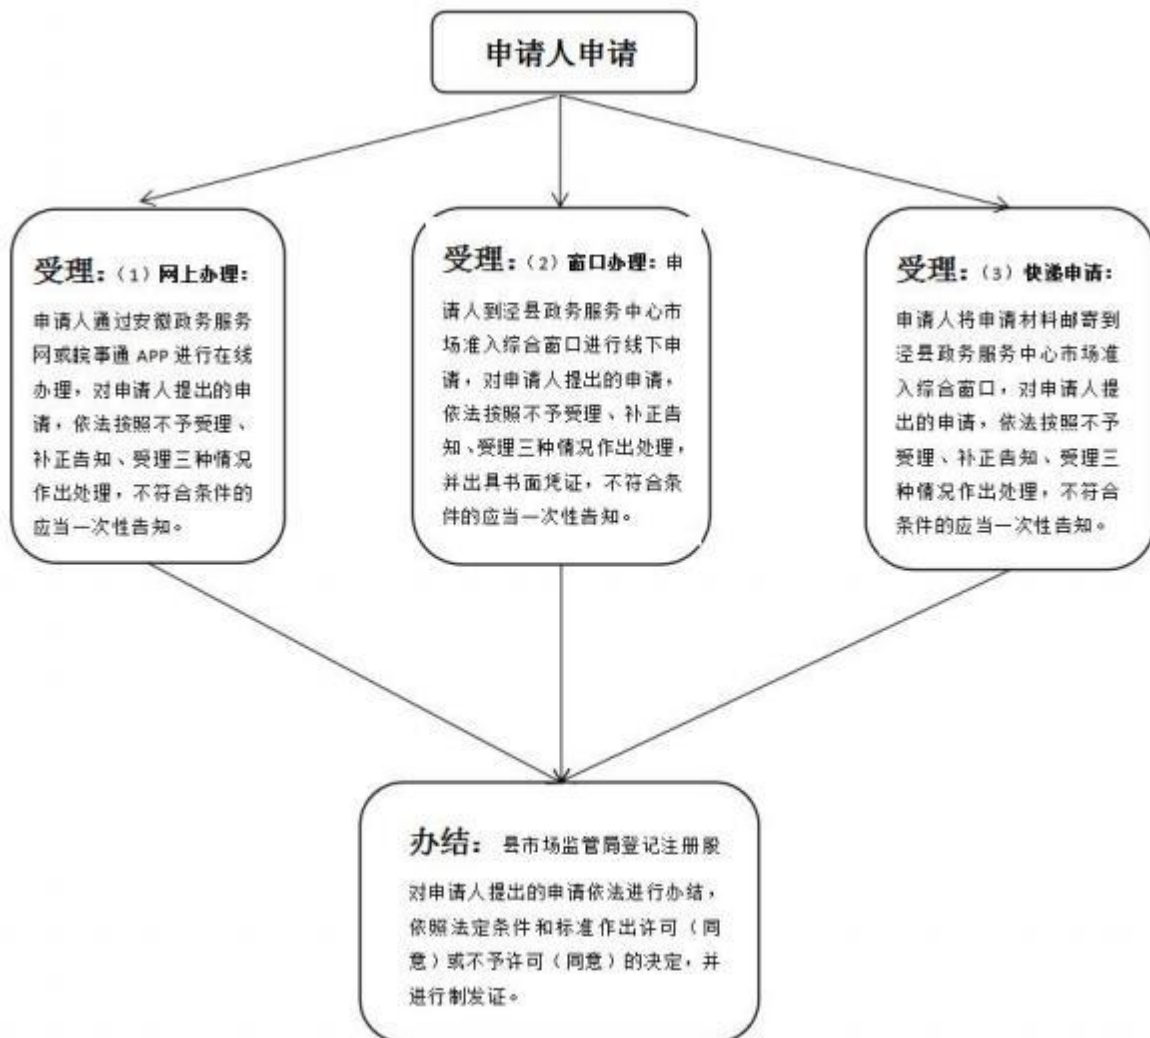 申请人申请
受理：（1）网上办理：
申请人通过安徽政务服务
网或皖事通 APP 进行在线
办理，对申请人提出的申
请，依法按照不予受理、
补正告知、受理三种情况
作出处理，不符合条件的
应当一次性告知。
受理：（2）窗口办理：申
请人到泾县政务服务中心市
场准入综合窗口进行线下申
请，对申请人提出的申请，
依法按照不予受理、补正告
知、受理三种情况作出处理，
并出具书面凭证，不符合条
件的应当一次性告知。
受理：（3）快递申请：
申请人将申请材料邮寄到
泾县政务服务中心市场准
入综合窗口，对申请人提
出的申请，依法按照不予
受理、补正告知、受理三
种情况作出处理，不符合
条件的应当一次性告知。
办结：县市场监管局登记注册股
对申请人提出的申请依法进行办结，
依照法定条件和标准作出许可（同
意）或不予许可（同意）的决定，并
进行制发证。